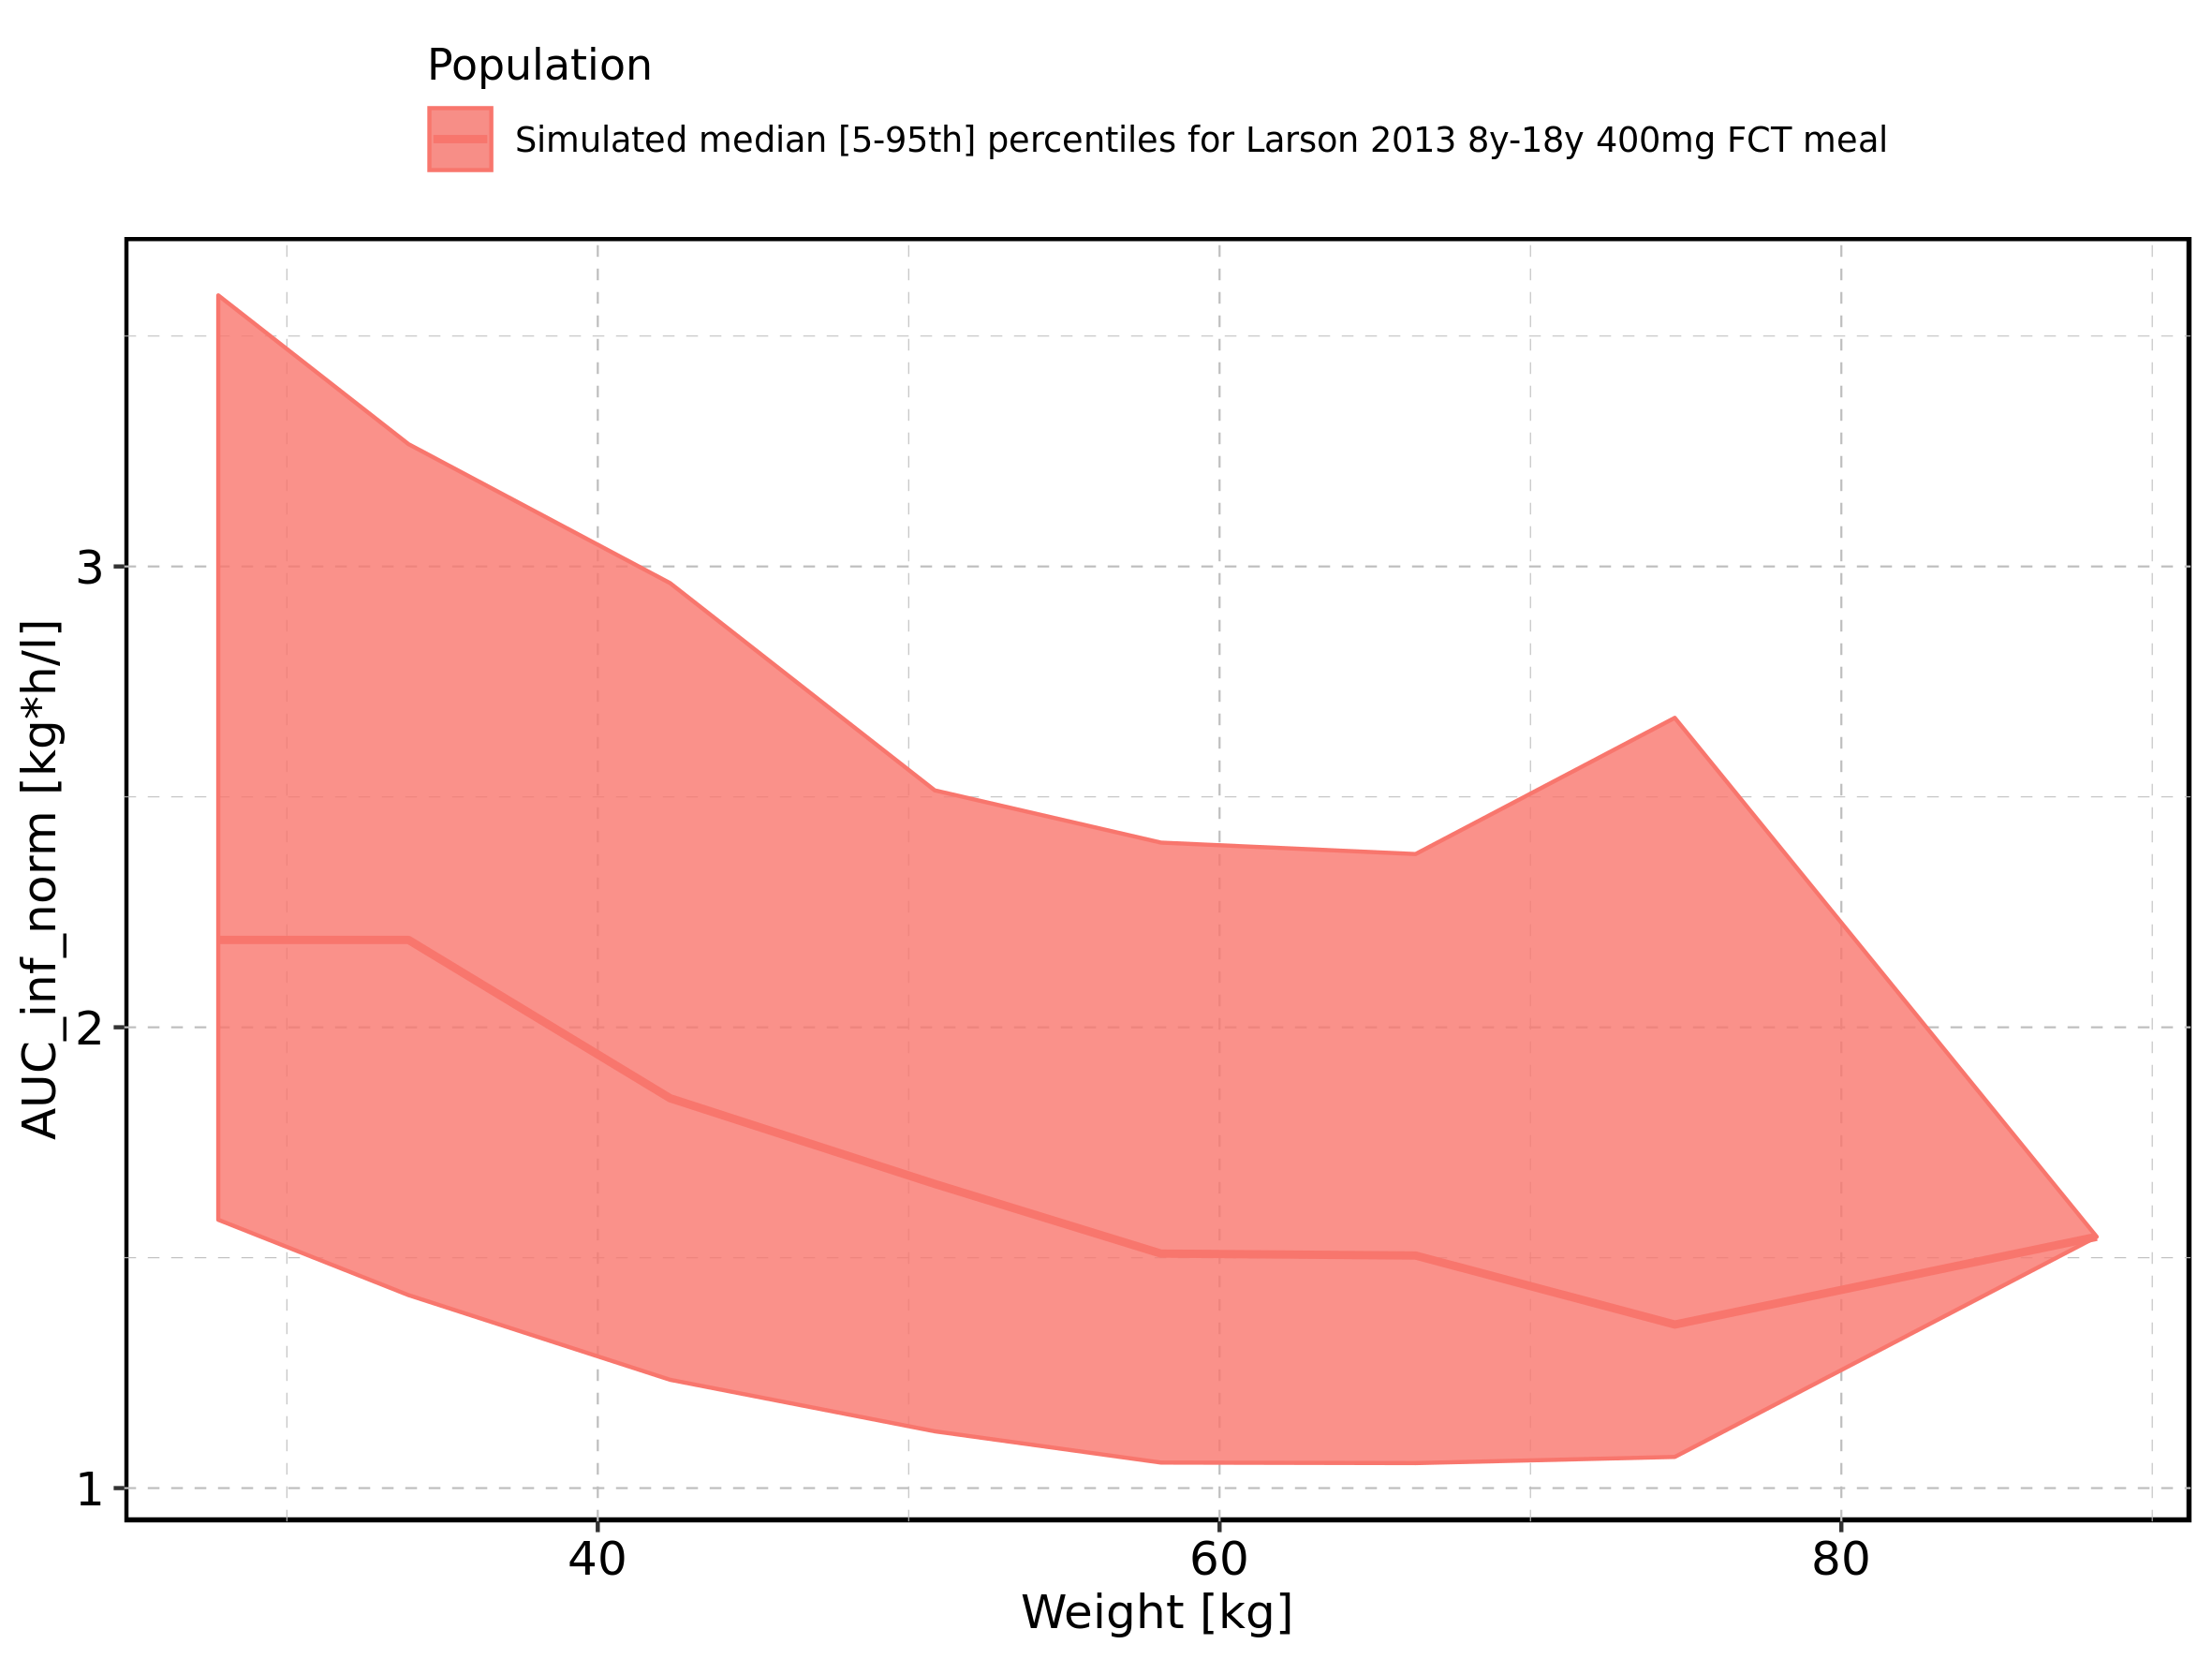 Population
Simulated median [5-95th] percentiles for Larson 2013 8y-18y 400mg FCT meal
AUC_inf_norm [kg*h/l]
3
2
1
40 60 80
Weight [kg]